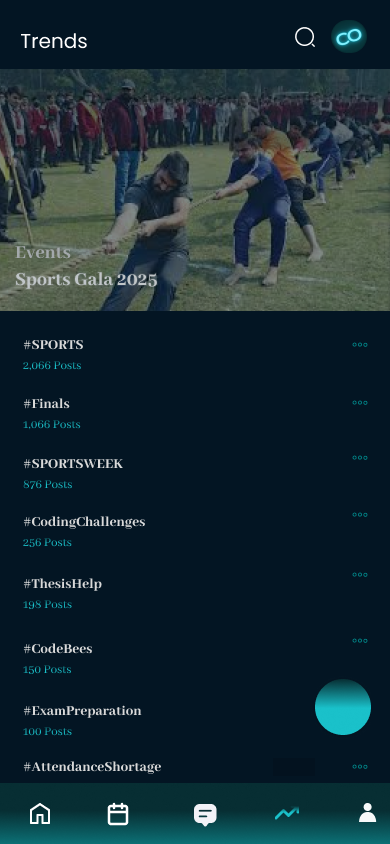 Trends
CO
Events
Sports Gala 2025
#SPORTS
2,066 Posts
#Finals
1,066 Posts
#SPORTSWEEK
876 Posts
#CodingChallenges
256 Posts
#ThesisHelp
198 Posts
#CodeBees
150 Posts
#ExamPreparation
100 Posts
#AttendanceShortage